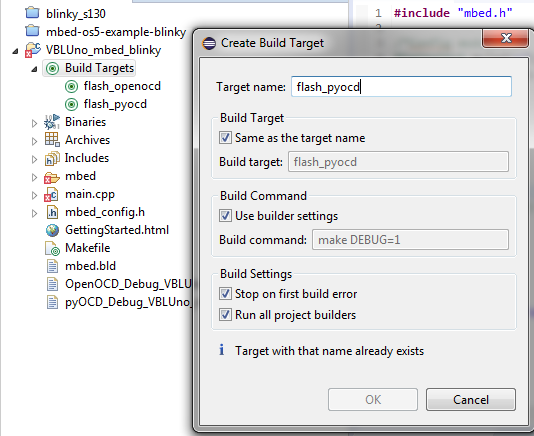 blinky_s130
mbed-os5-example-blinky
VBLUno_mbed_blinky
Build Targets
flash_openocd
flash_pyocd
Binaries
Archives
Includes
mbed
main.cpp
mbed_config.h
GettingStarted.html
Makefile
mbed.bld
OpenOCD_Debug_VBLU
pyOCD_Debug_VBLUno_
1
#include "mbed.h"
Create Build Target
Target name: flash_pyocd
Build Target
Same as the target name
Build target: flash_pyocd
Build Command
Use builder settings
Build command: make DEBUG=1
Build Settings
Stop on first build error
Run all project builders
Target with that name already exists
OK Cancel